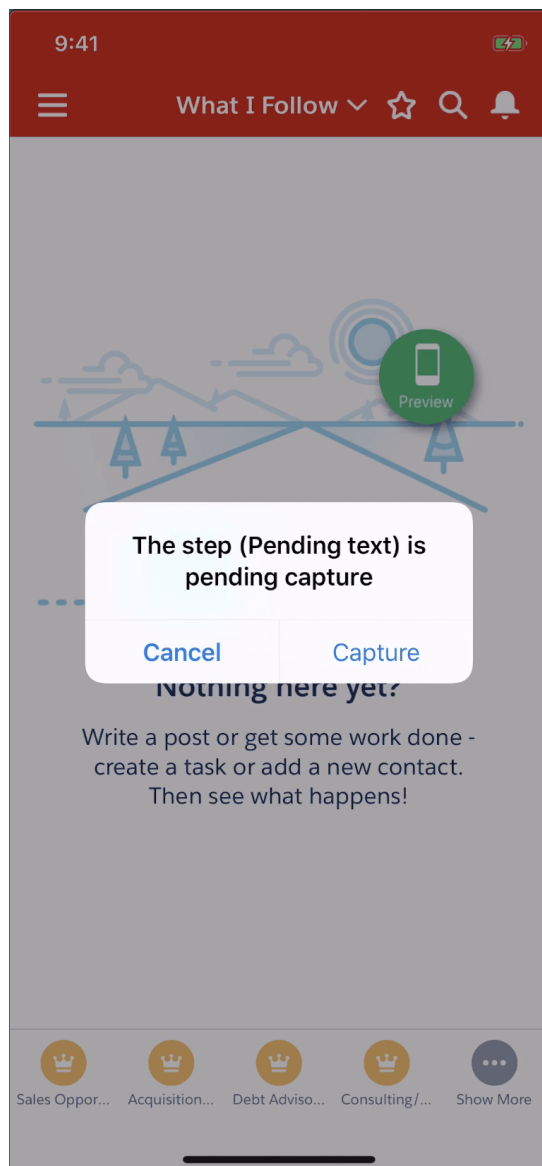 9:41
What I Follow
Preview
The step (Pending text) is
pending capture
Cancel
Capture
Nothing here yet?
Write a post or get some work done -
create a task or add a new contact.
Then see what happens!
Sales Oppor...
Acquisition...
Debt Adviso...
Consulting/...
Show More